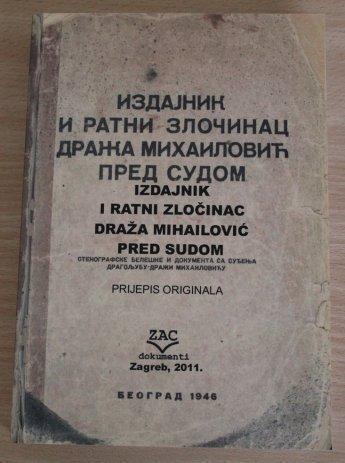 ИЗДАЈНИК
И РАТНИ ЗЛОЧИНАЦ
ДРАЖА МИХАИЛОВИЋ
ПРЕД СУДОМ
IZDAJNIK
I RATNI ZLOČINAC
DRAŽA MIHAILOVIĆ
PRED SUDOM
СТЕНОГРАФСКЕ БЕЛЕШКЕ И ДОКУМЕНТА СА СУЂЕЊА
ДРАГОЉУБУ-ДРАЖИ МИХАИЛОВИЋУ
PRIJEPIS ORIGINALA
ZAC
dokumenti
Zagreb, 2011.
БЕОГРАД 1946